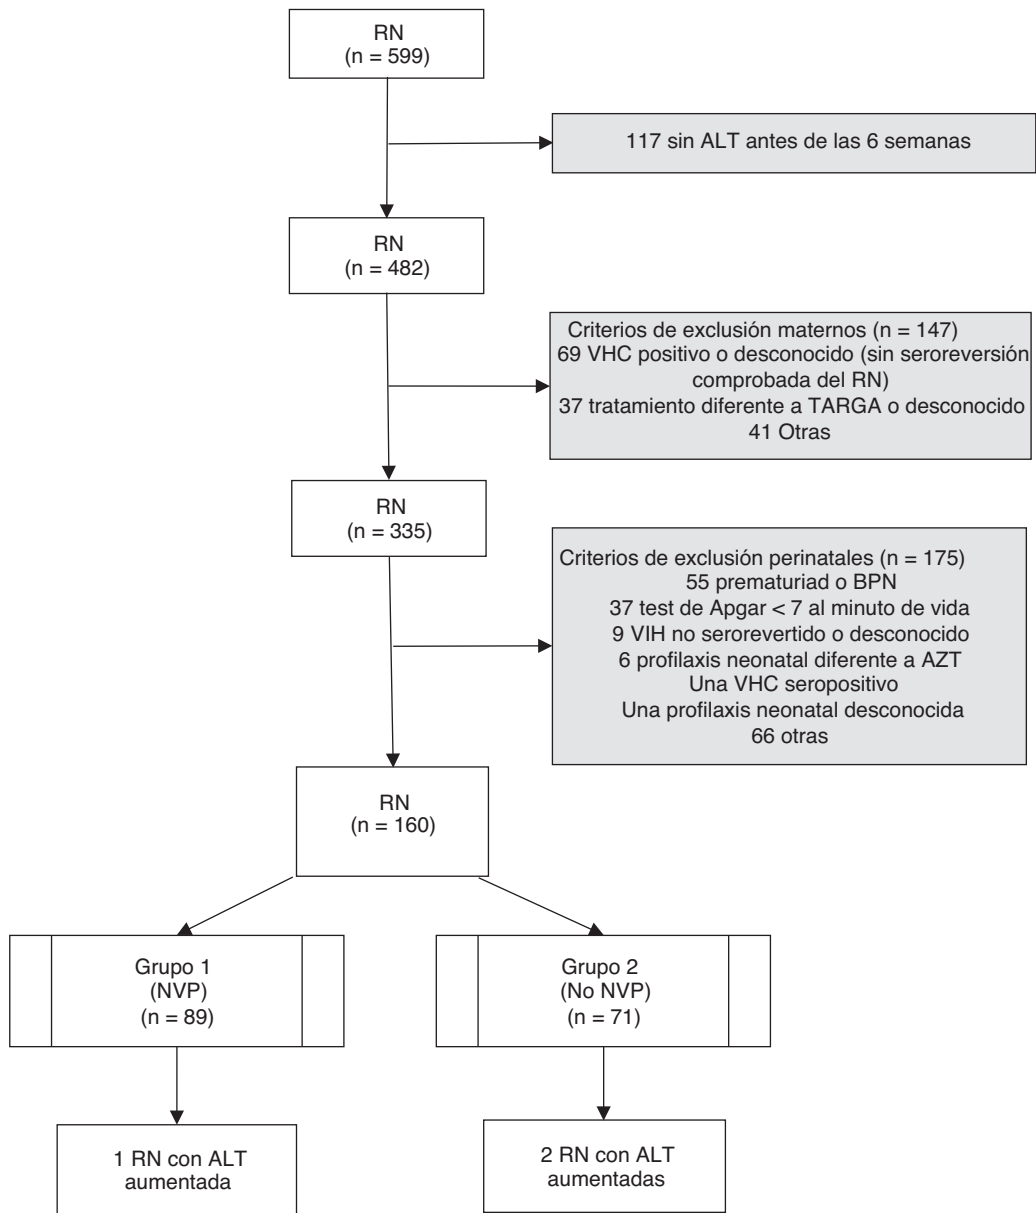 RN
(n = 599)
117 sin ALT antes de las 6 semanas
RN
(n = 482)
Criterios de exclusión maternos (n = 147)
69 VHC positivo o desconocido (sin seroreversión
comprobada del RN)
37 tratamiento diferente a TARGA o desconocido
41 Otras
RN
(n = 335)
Criterios de exclusión perinatales (n = 175)
55 prematuriad o BPN
37 test de Apgar < 7 al minuto de vida
9 VIH no serorevertido o desconocido
6 profilaxis neonatal diferente a AZT
Una VHC seropositivo
Una profilaxis neonatal desconocida
66 otras
RN
(n = 160)
Grupo 1
(NVP)
(n = 89)
Grupo 2
(No NVP)
(n = 71)
1 RN con ALT
aumentada
2 RN con ALT
aumentadas